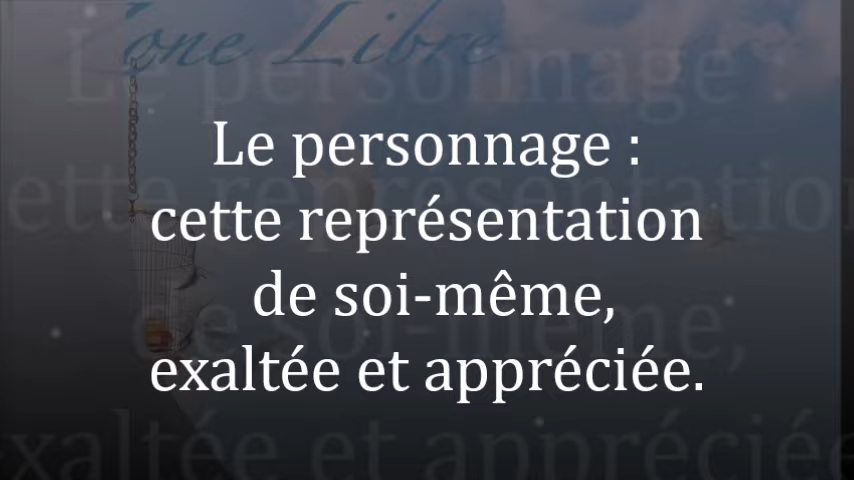 Zone Libre
Le personnage :
cette représentation
de soi-même,
exaltée et appréciée.